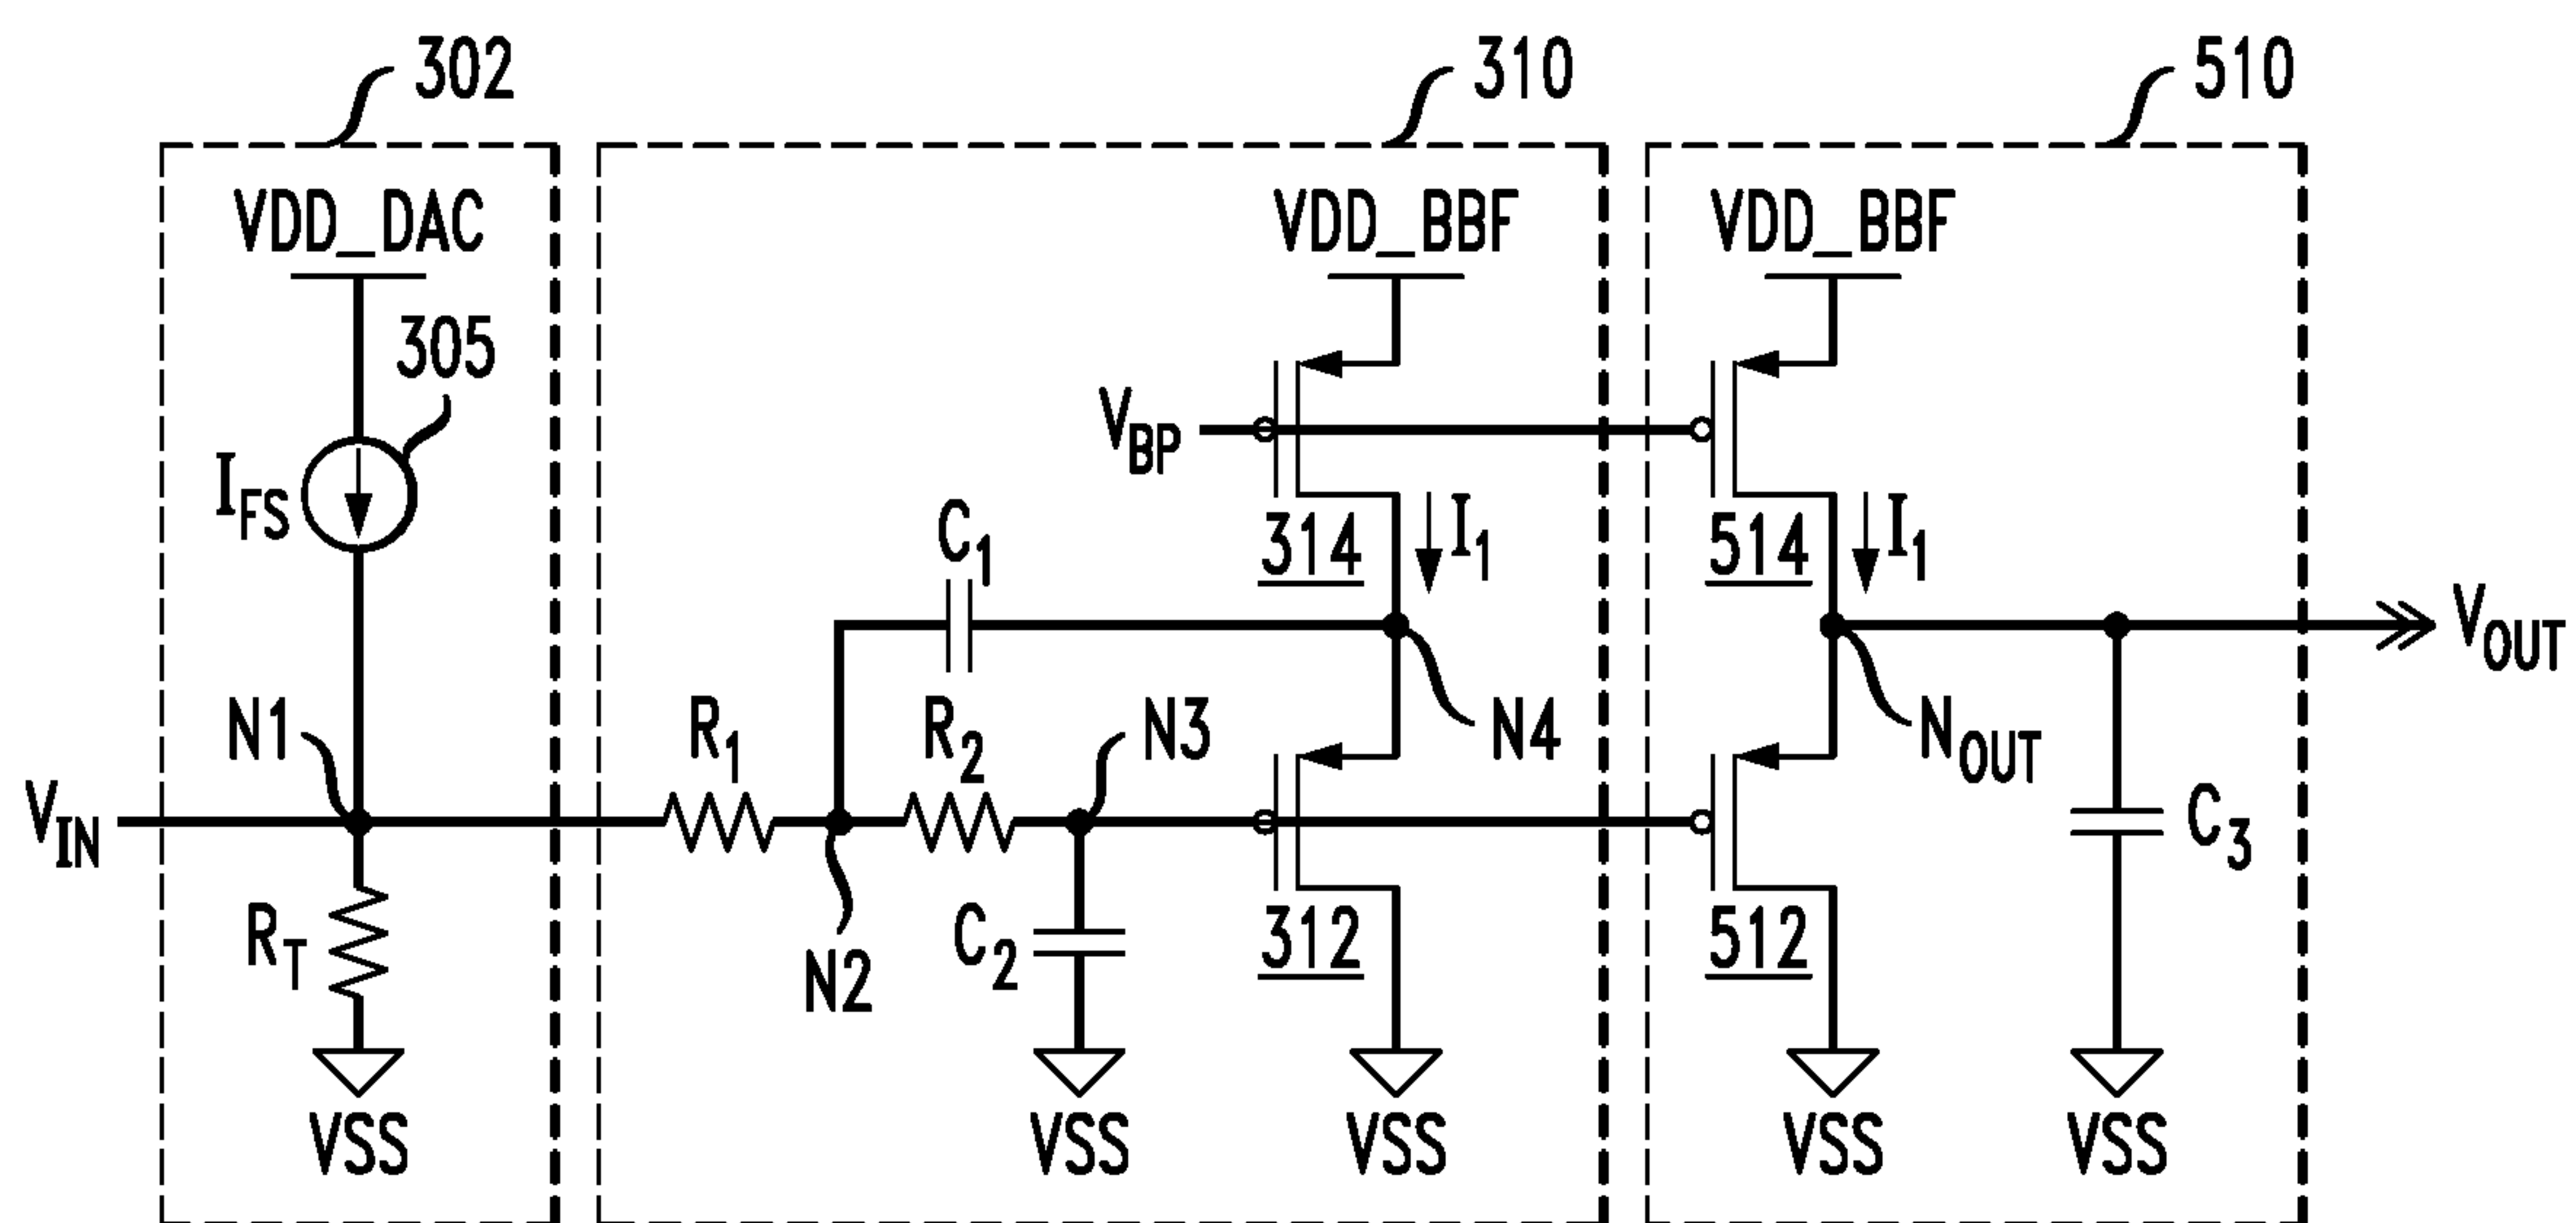 302
310
510
VDD_DAC
VDD_BBF
VDD_BBF
305
I_FS
V_BP
C_1
314
I_1
514
I_1
V_OUT
N1
R_1
R_2
N3
N4
N_OUT
V_IN
C_3
R_T
N2
C_2
312
512
VSS
VSS
VSS
VSS
VSS